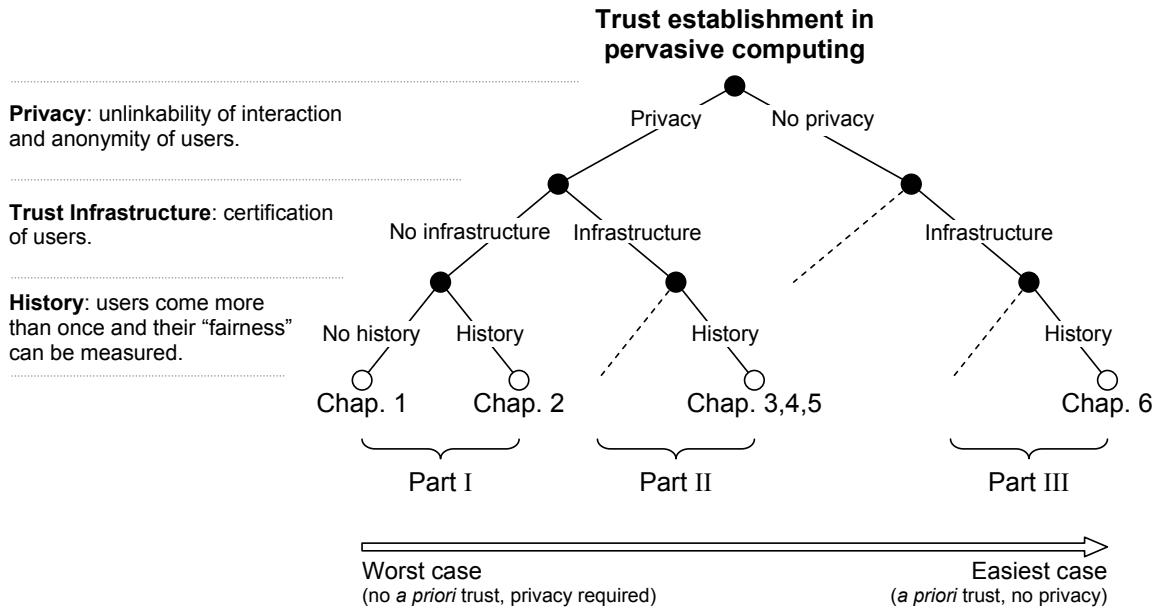 Trust establishment in
pervasive computing
Privacy: unlinkability of interaction
and anonymity of users.
Privacy
No privacy
Trust Infrastructure: certification
of users.
No infrastructure
Infrastructure
Infrastructure
History: users come more
than once and their “fairness”
can be measured.
No history
History
History
History
Chap. 1
Chap. 2
Chap. 3,4,5
Chap. 6
Part I
Part II
Part III
Worst case
(no a priori trust, privacy required)
Easiest case
(a priori trust, no privacy)